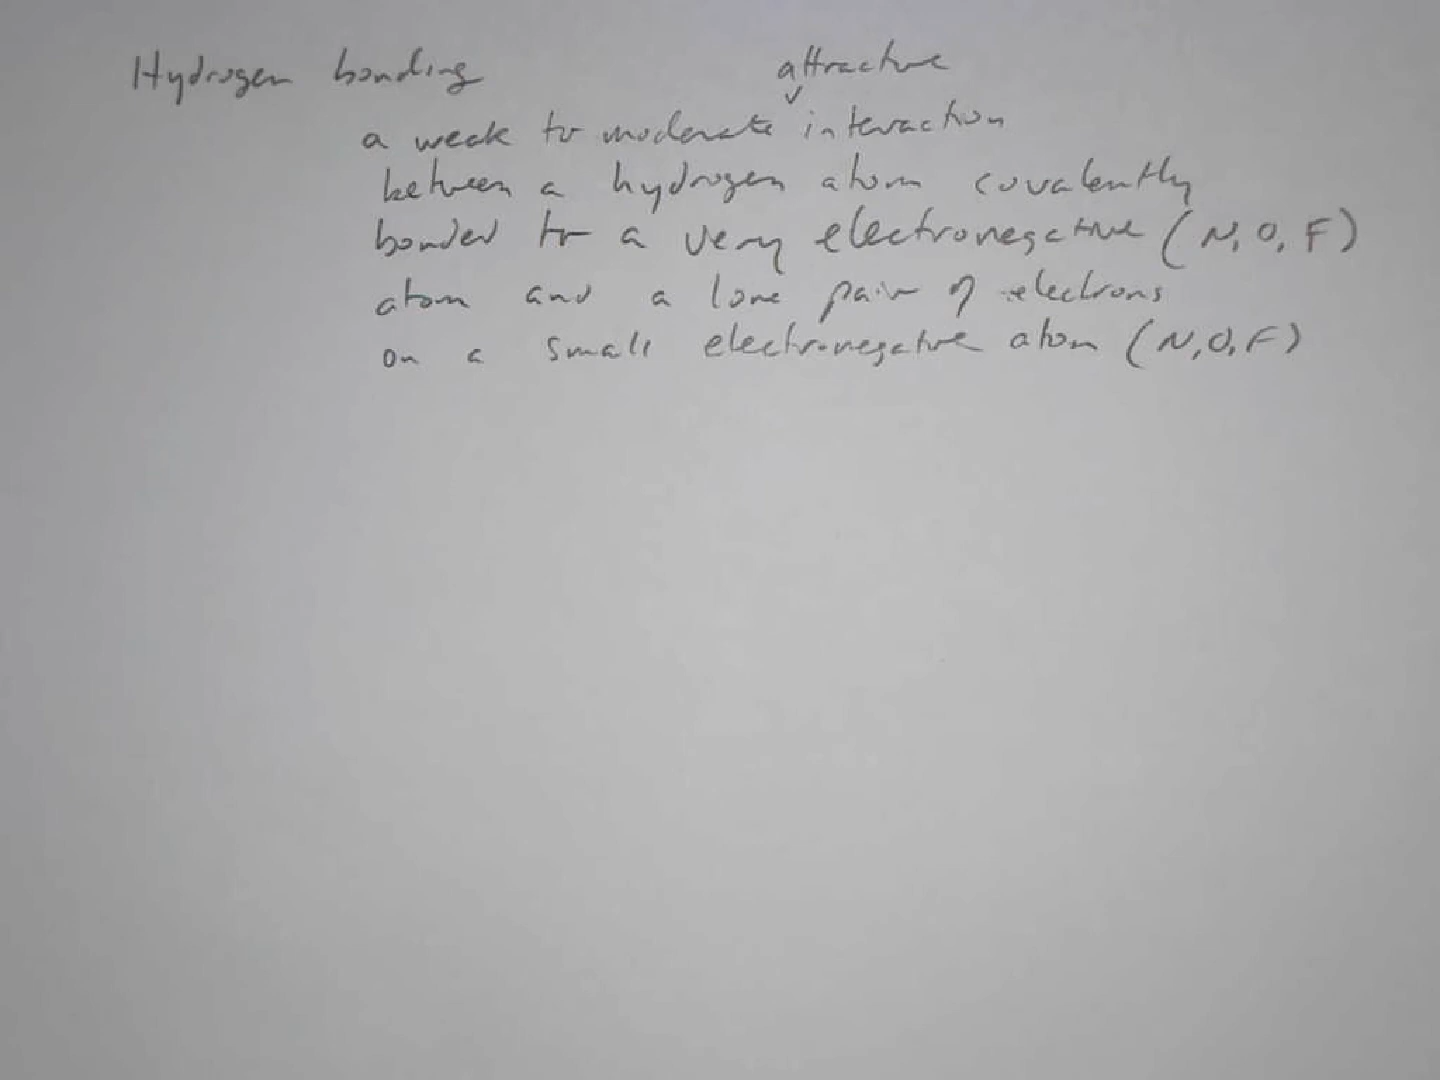 Hydrogen bonding
attractive
a weak to moderate interaction
between a hydrogen atom covalently
bonded to a very electronegative (N, O, F)
atom and a lone pair of electrons
on a small electronegative atom (N, O, F)